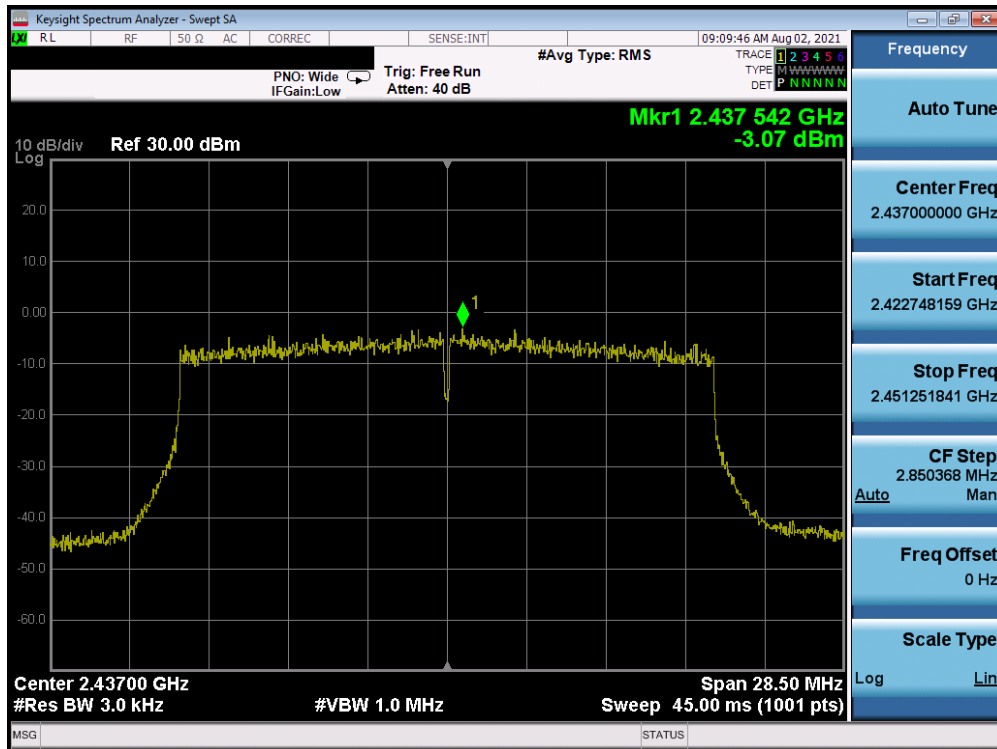 Keysight Spectrum Analyzer - Swept SA
LXI RL RF 50 Ω AC CORREC SENSE:INT 09:09:46 AM Aug 02, 2021
PNO: Wide
IFGain:Low
Trig: Free Run
Atten: 40 dB
#Avg Type: RMS
TRACE 1 2 3 4 5 6
TYPE M W W W W W
DET P N N N N N
Mkr1 2.437 542 GHz
-3.07 dBm
10 dB/div Ref 30.00 dBm
Log
20.0
10.0
0.00
-10.0
-20.0
-30.0
-40.0
-50.0
-60.0
1
Center 2.43700 GHz Span 28.50 MHz
#Res BW 3.0 kHz #VBW 1.0 MHz Sweep 45.00 ms (1001 pts)
MSG STATUS
Frequency
Auto Tune
Center Freq
2.437000000 GHz
Start Freq
2.422748159 GHz
Stop Freq
2.451251841 GHz
CF Step
2.850368 MHz
Auto Man
Freq Offset
0 Hz
Scale Type
Log Lin